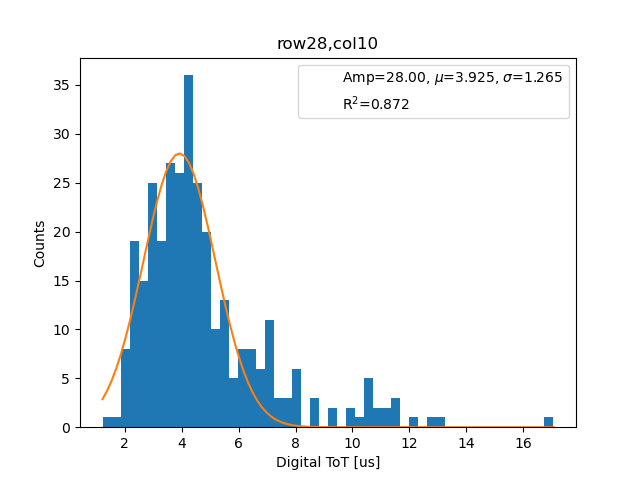 row28,col10
Amp=28.00, μ=3.925, σ=1.265
R²=0.872
35
30
25
20
15
10
5
0
Counts
2 4 6 8 10 12 14 16
Digital ToT [us]